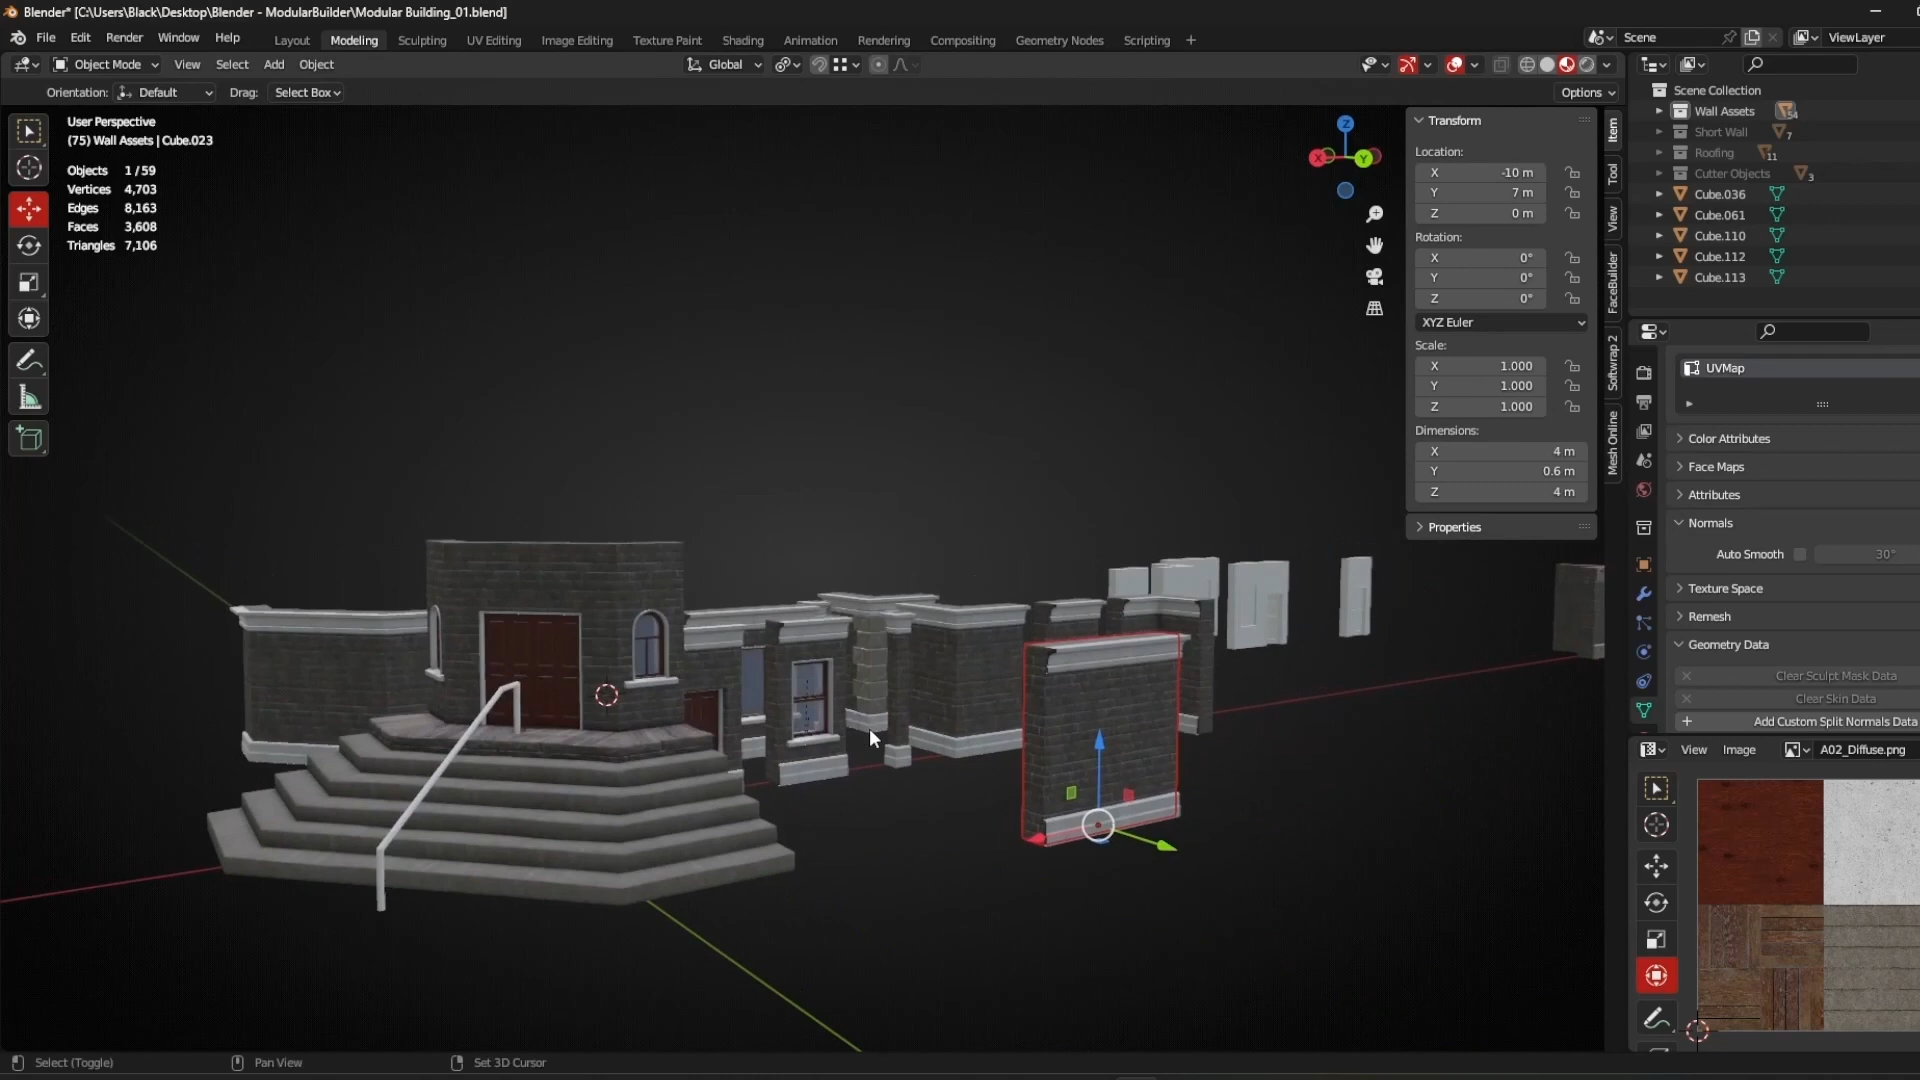 Blender* [C:\Users\Black\Desktop\Blender - ModularBuilder\Modular Building_01.blend]
File Edit Render Window Help
Layout Modeling Sculpting UV Editing Image Editing Texture Paint Shading Animation Rendering Compositing Geometry Nodes Scripting +
Scene
ViewLayer
Object Mode View Select Add Object
Global
Orientation: Default Drag: Select Box
Options
User Perspective
(75) Wall Assets | Cube.023
Objects 1 / 59
Vertices 4,703
Edges 8,163
Faces 3,608
Triangles 7,106
Z
X
Y
Transform
Location:
X -10 m
Y 7 m
Z 0 m
Rotation:
X 0°
Y 0°
Z 0°
XYZ Euler
Scale:
X 1.000
Y 1.000
Z 1.000
Dimensions:
X 4 m
Y 0.6 m
Z 4 m
Properties
Item
Tool
View
FaceBuilder
Softwrap 2
Mesh Online
Scene Collection
Wall Assets 54
Short Wall 7
Roofing 11
Cutter Objects 3
Cube.036
Cube.061
Cube.110
Cube.112
Cube.113
UVMap
Color Attributes
Face Maps
Attributes
Normals
Auto Smooth 30°
Texture Space
Remesh
Geometry Data
Clear Sculpt Mask Data
Clear Skin Data
Add Custom Split Normals Data
View Image A02_Diffuse.png
Select (Toggle) Pan View Set 3D Cursor